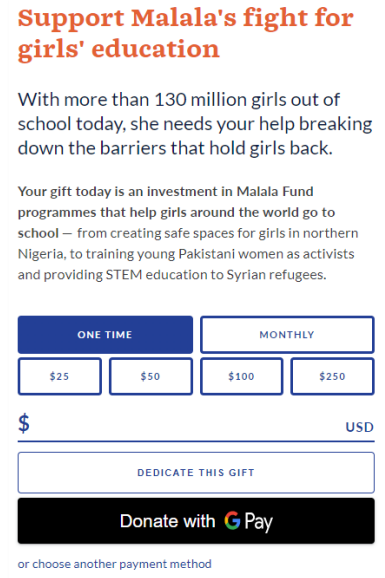 Support Malala's fight for
girls' education
With more than 130 million girls out of
school today, she needs your help breaking
down the barriers that hold girls back.
Your gift today is an investment in Malala Fund
programmes that help girls around the world go to
school — from creating safe spaces for girls in northern
Nigeria, to training young Pakistani women as activists
and providing STEM education to Syrian refugees.
ONE TIME MONTHLY
$25 $50 $100 $250
$ USD
DEDICATE THIS GIFT
Donate with G Pay
or choose another payment method